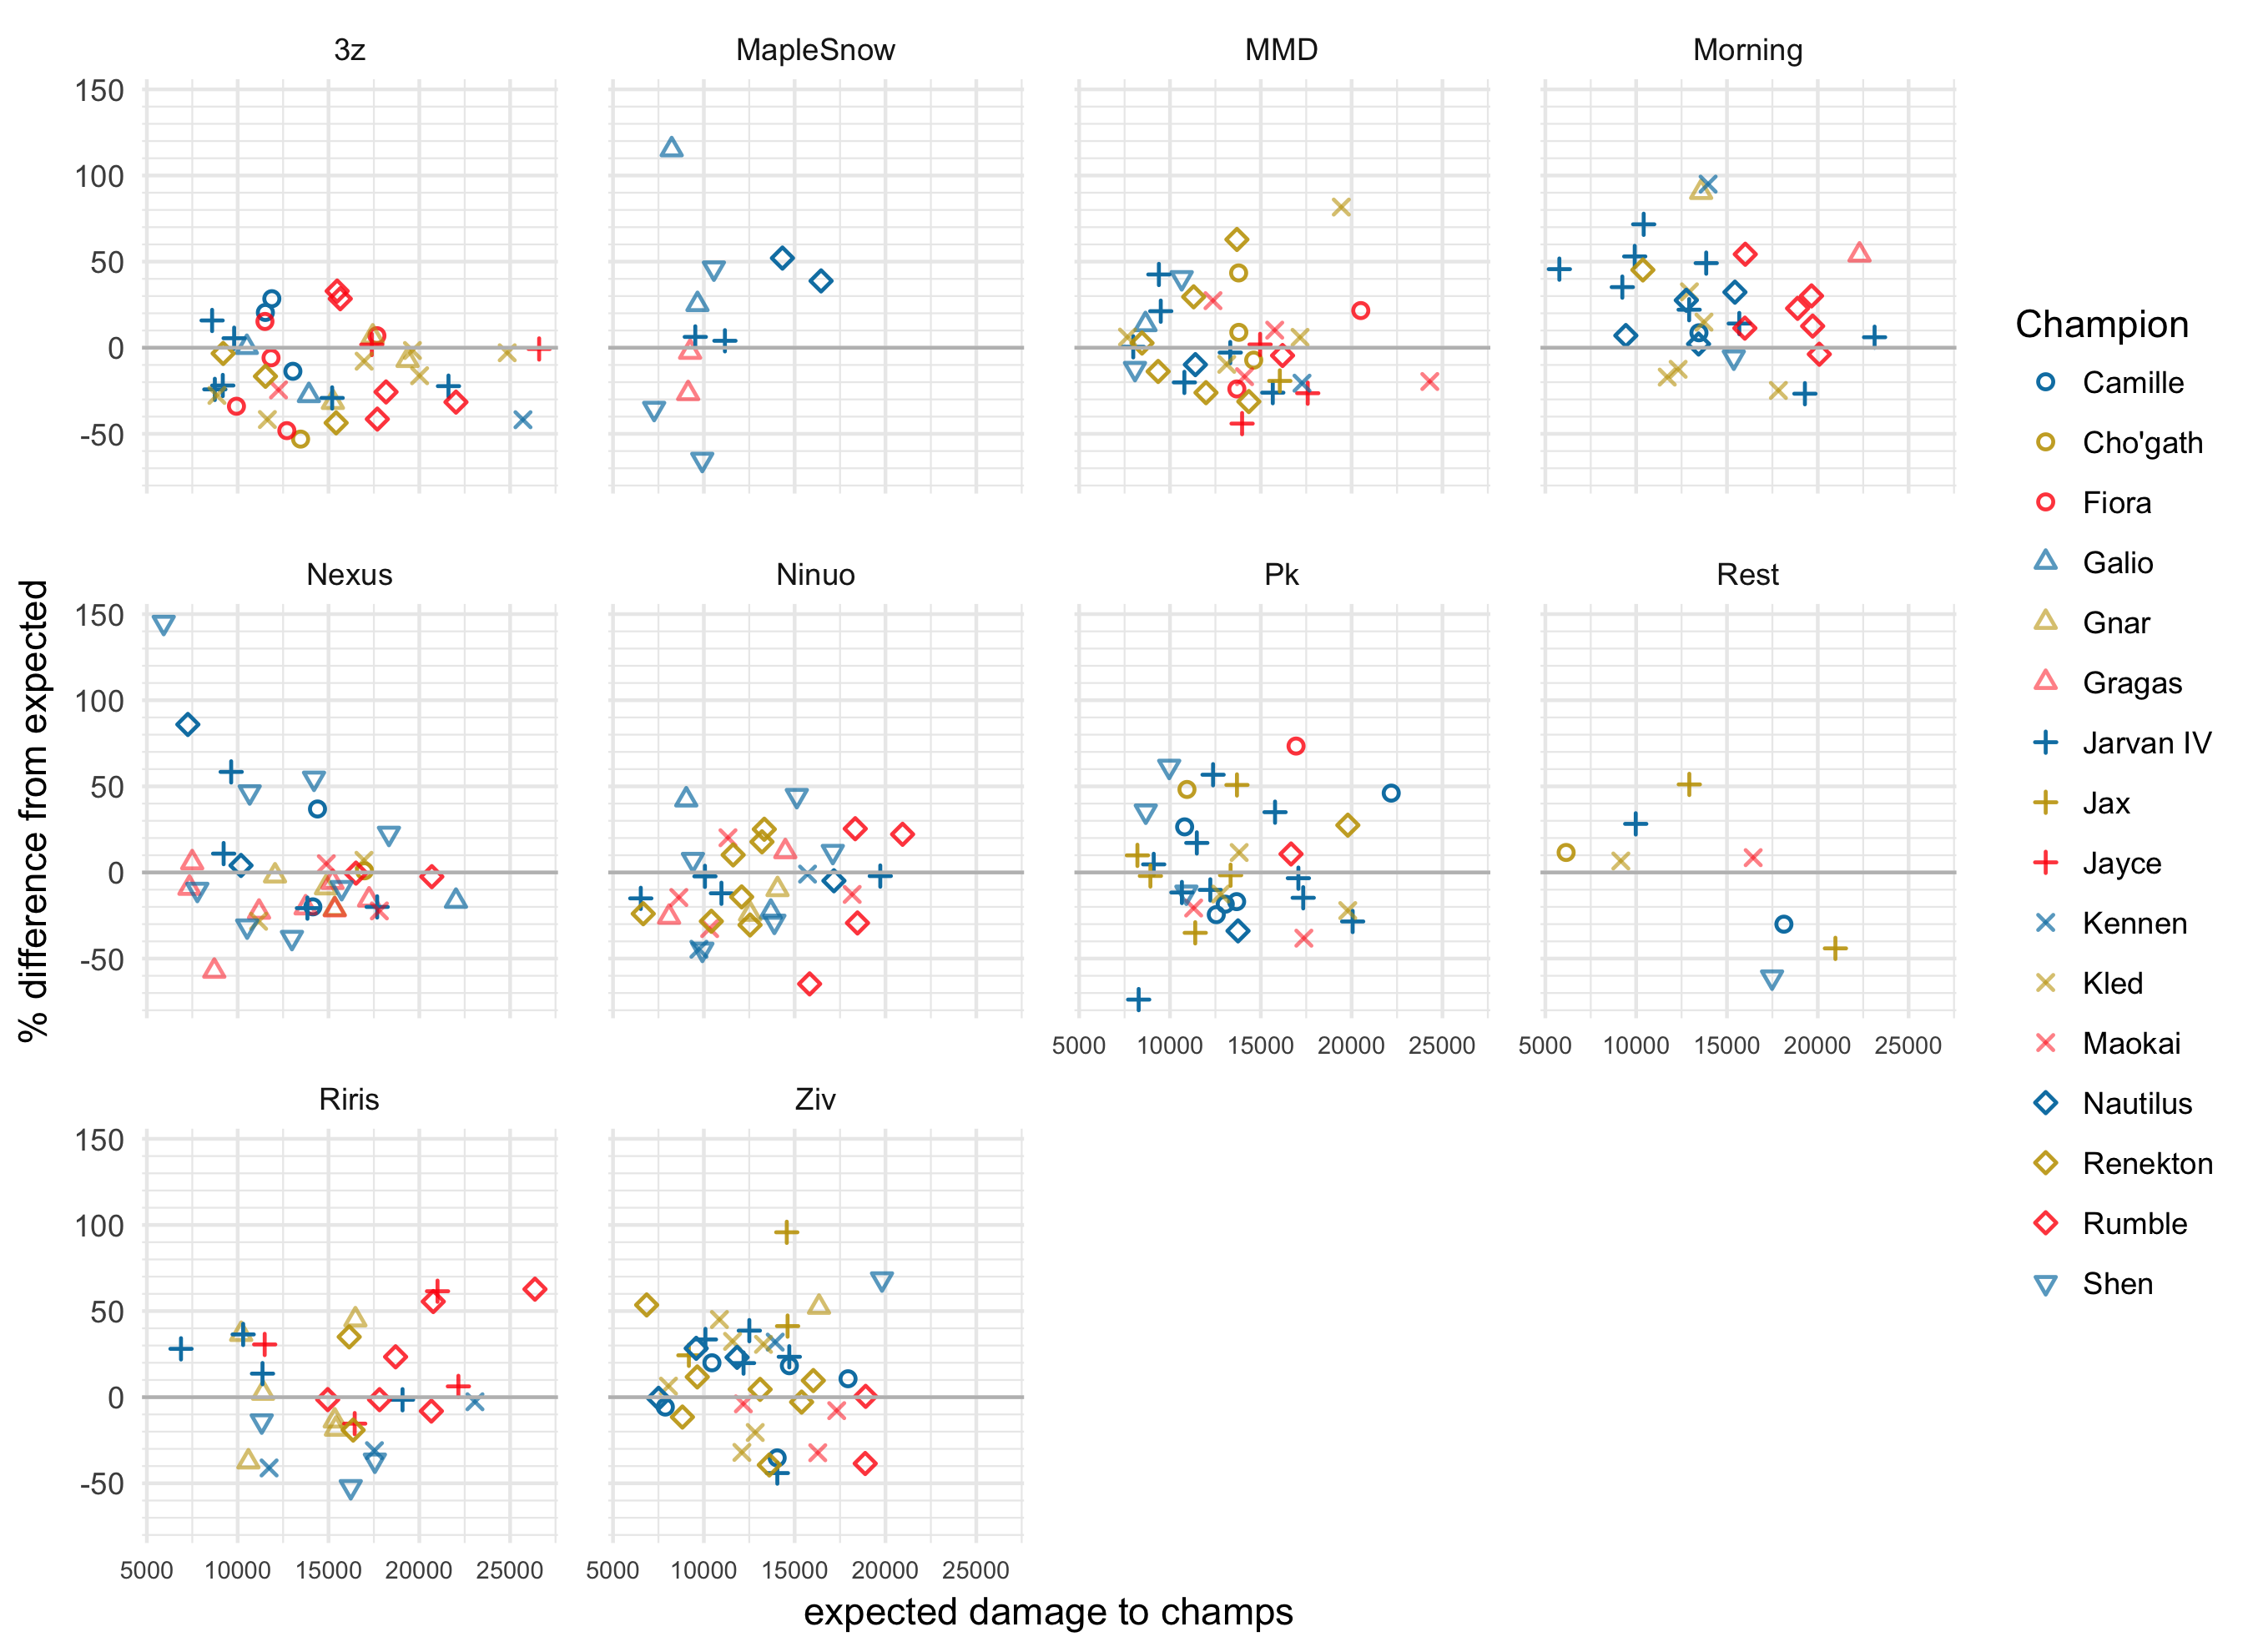 3z
MapleSnow
MMD
Morning
150
100
50
0
-50
Nexus
Ninuo
Pk
Rest
150
100
50
0
-50
5000 10000 15000 20000 25000
5000 10000 15000 20000 25000
Riris
Ziv
150
100
50
0
-50
5000 10000 15000 20000 25000
5000 10000 15000 20000 25000
expected damage to champs
% difference from expected
Champion
Camille
Cho'gath
Fiora
Galio
Gnar
Gragas
Jarvan IV
Jax
Jayce
Kennen
Kled
Maokai
Nautilus
Renekton
Rumble
Shen